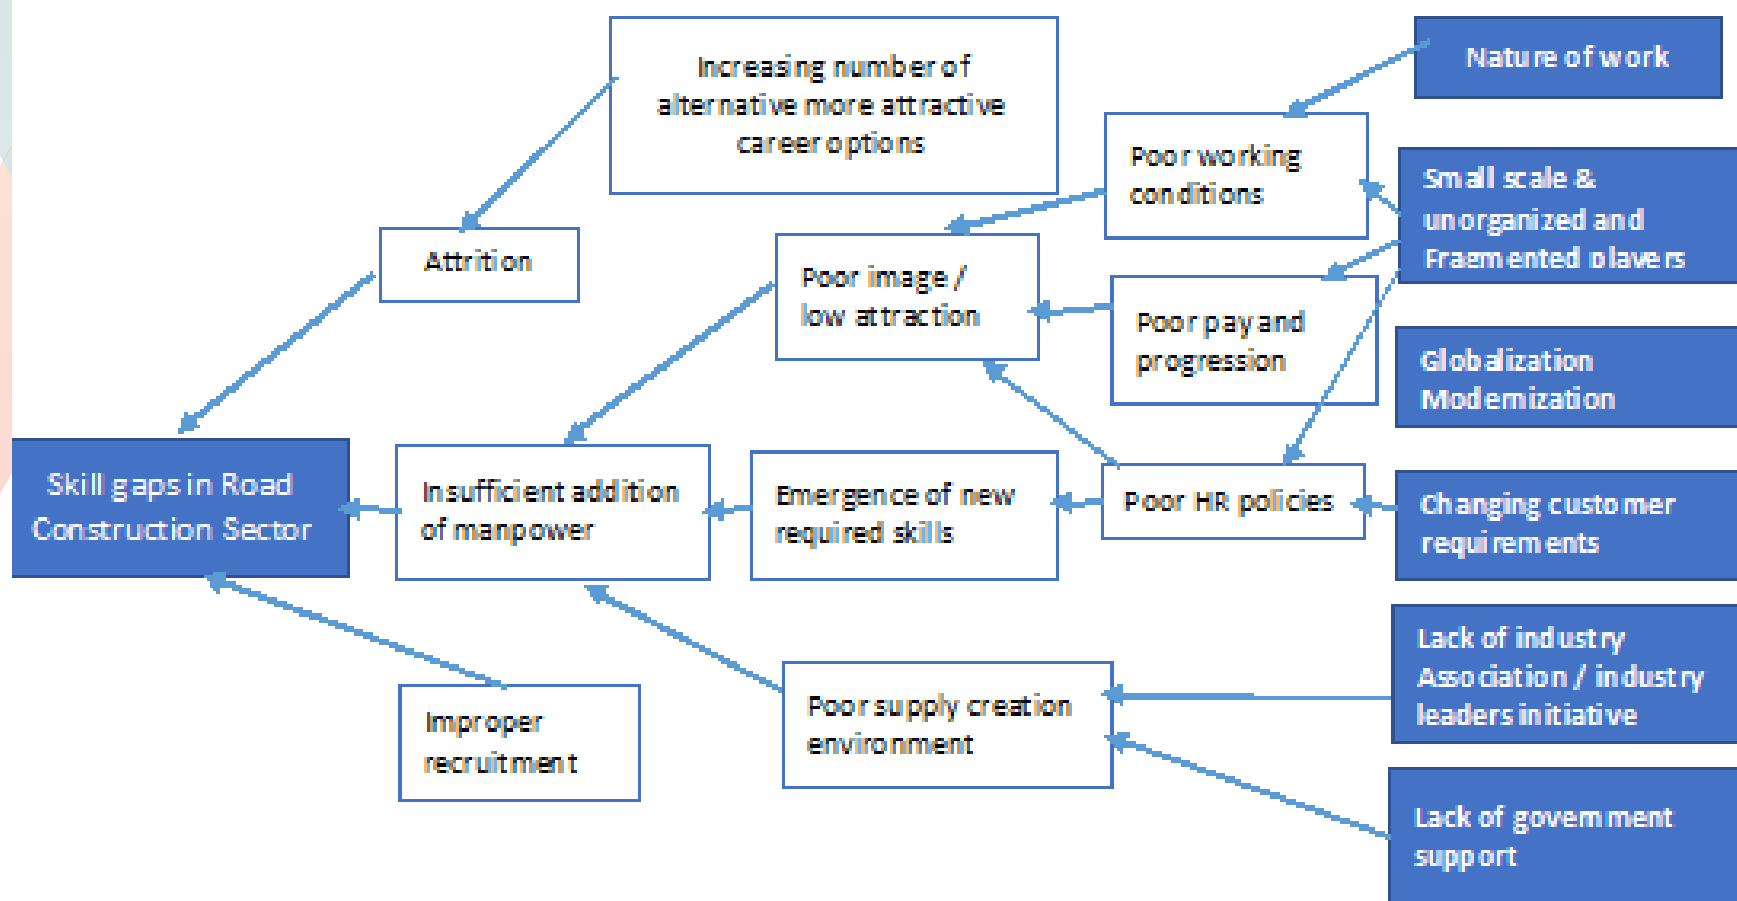 Increasing number of
alternative more attractive
career options
Nature of work
Poor working
conditions
Small scale &
unorganized and
Fragmented players
Attrition
Poor image /
low attraction
Poor pay and
progression
Globalization
Modernization
Skill gaps in Road
Construction Sector
Insufficient addition
of manpower
Emergence of new
required skills
Poor HR policies
Changing customer
requirements
Improper
recruitment
Poor supply creation
environment
Lack of industry
Association / industry
leaders initiative
Lack of government
support